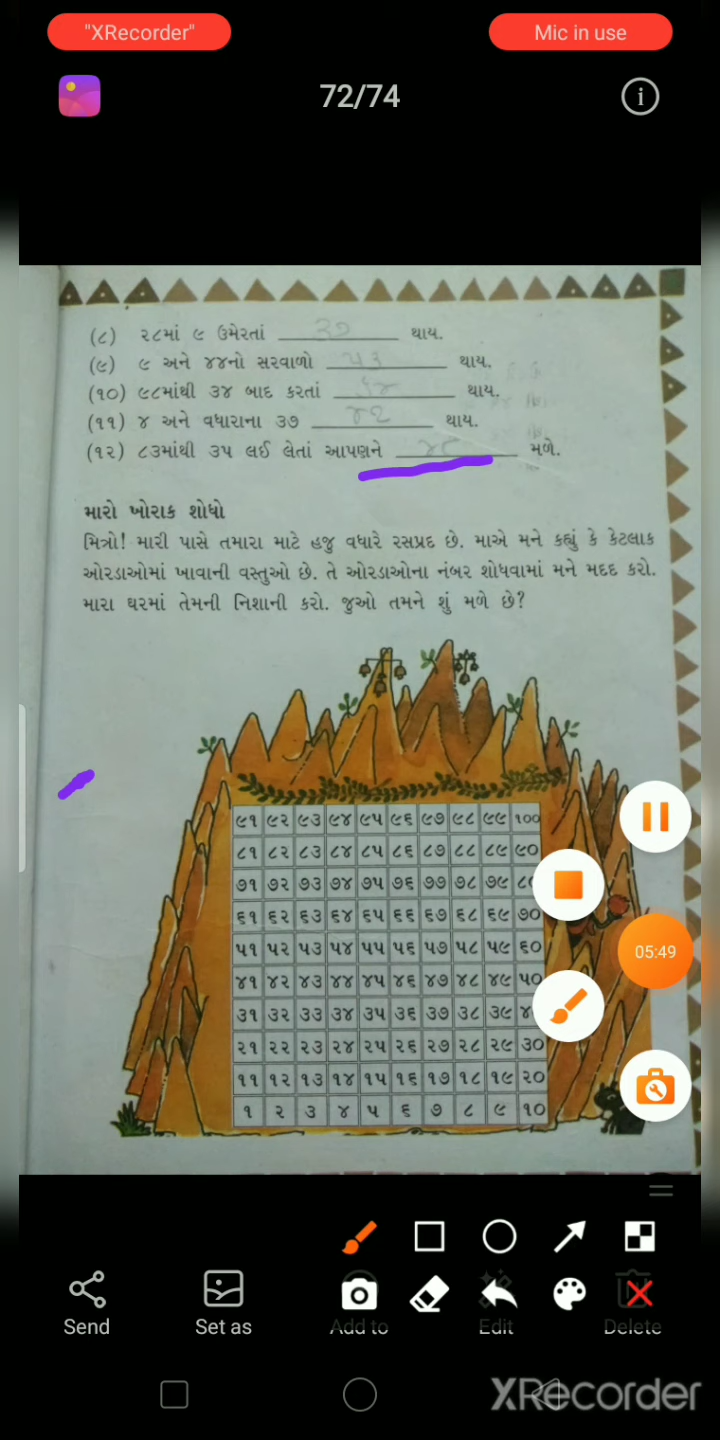 "XRecorder"
Mic in use
72/74
(૮) ૨૮માં ૯ ઉમેરતાં ૩૭ થાય.
(૯) ૯ અને ૪૪નો સરવાળો ૫૩ થાય.
(૧૦) ૯૮માંથી ૩૪ બાદ કરતાં ૬૪ થાય.
(૧૧) ૪ અને વધારાના ૩૭ થાય.
(૧૨) ૮૩માંથી ૩૫ લઈ લેતાં આપણને ૪૮ મળે.
મારો ખોરાક શોધો
મિત્રો! મારી પાસે તમારા માટે હજુ વધારે રસપ્રદ છે. માએ મને કહ્યું કે કેટલાક
ઓરડાઓમાં ખાવાની વસ્તુઓ છે. તે ઓરડાઓના નંબર શોધવામાં મને મદદ કરો.
મારા ઘરમાં તેમની નિશાની કરો. જુઓ તમને શું મળે છે?
૯૧ ૯૨ ૯૩ ૯૪ ૯૫ ૯૬ ૯૭ ૯૮ ૯૯ ૧૦૦
૮૧ ૮૨ ૮૩ ૮૪ ૮૫ ૮૬ ૮૭ ૮૮ ૮૯ ૯૦
૭૧ ૭૨ ૭૩ ૭૪ ૭૫ ૭૬ ૭૭ ૭૮ ૭૯
૬૧ ૬૨ ૬૩ ૬૪ ૬૫ ૬૬ ૬૭ ૬૮ ૬૯ ૭૦
૫૧ ૫૨ ૫૩ ૫૪ ૫૫ ૫૬ ૫૭ ૫૮ ૫૯ ૬૦
૪૧ ૪૨ ૪૩ ૪૪ ૪૫ ૪૬ ૪૭ ૪૮ ૪૯ ૫૦
૩૧ ૩૨ ૩૩ ૩૪ ૩૫ ૩૬ ૩૭ ૩૮ ૩૯
૨૧ ૨૨ ૨૩ ૨૪ ૨૫ ૨૬ ૨૭ ૨૮ ૨૯ ૩૦
૧૧ ૧૨ ૧૩ ૧૪ ૧૫ ૧૬ ૧૭ ૧૮ ૧૯ ૨૦
૧ ૨ ૩ ૪ ૫ ૬ ૭ ૮ ૯ ૧૦
05:49
Send
Set as
Add to
Edit
Delete
XRecorder